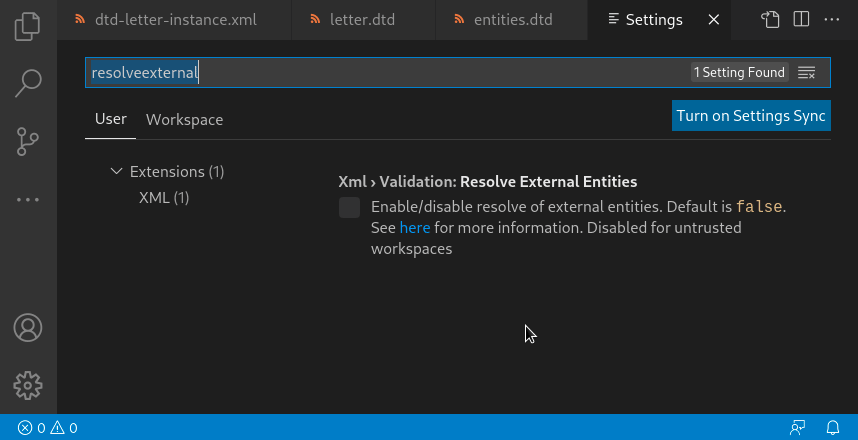 dtd-letter-instance.xml letter.dtd entities.dtd Settings
resolveexternal 1 Setting Found
User Workspace Turn on Settings Sync
Extensions (1)
XML (1)
Xml › Validation: Resolve External Entities
Enable/disable resolve of external entities. Default is false.
See here for more information. Disabled for untrusted
workspaces
0 0